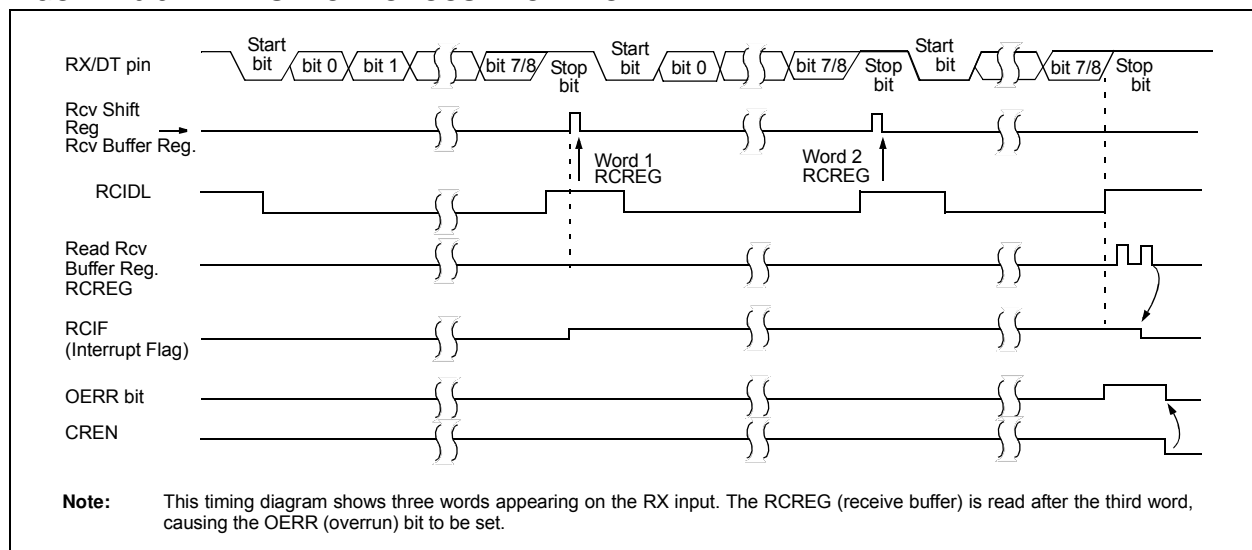 Start bit
bit 0
bit 1
bit 7/8
Stop bit
Start bit
bit 0
bit 7/8
Stop bit
Start bit
bit 7/8
Stop bit
RX/DT pin
Rcv Shift
Reg
Rcv Buffer Reg.
Word 1
RCREG
Word 2
RCREG
RCIDL
Read Rcv
Buffer Reg.
RCREG
RCIF
(Interrupt Flag)
OERR bit
CREN
Note: This timing diagram shows three words appearing on the RX input. The RCREG (receive buffer) is read after the third word,
causing the OERR (overrun) bit to be set.